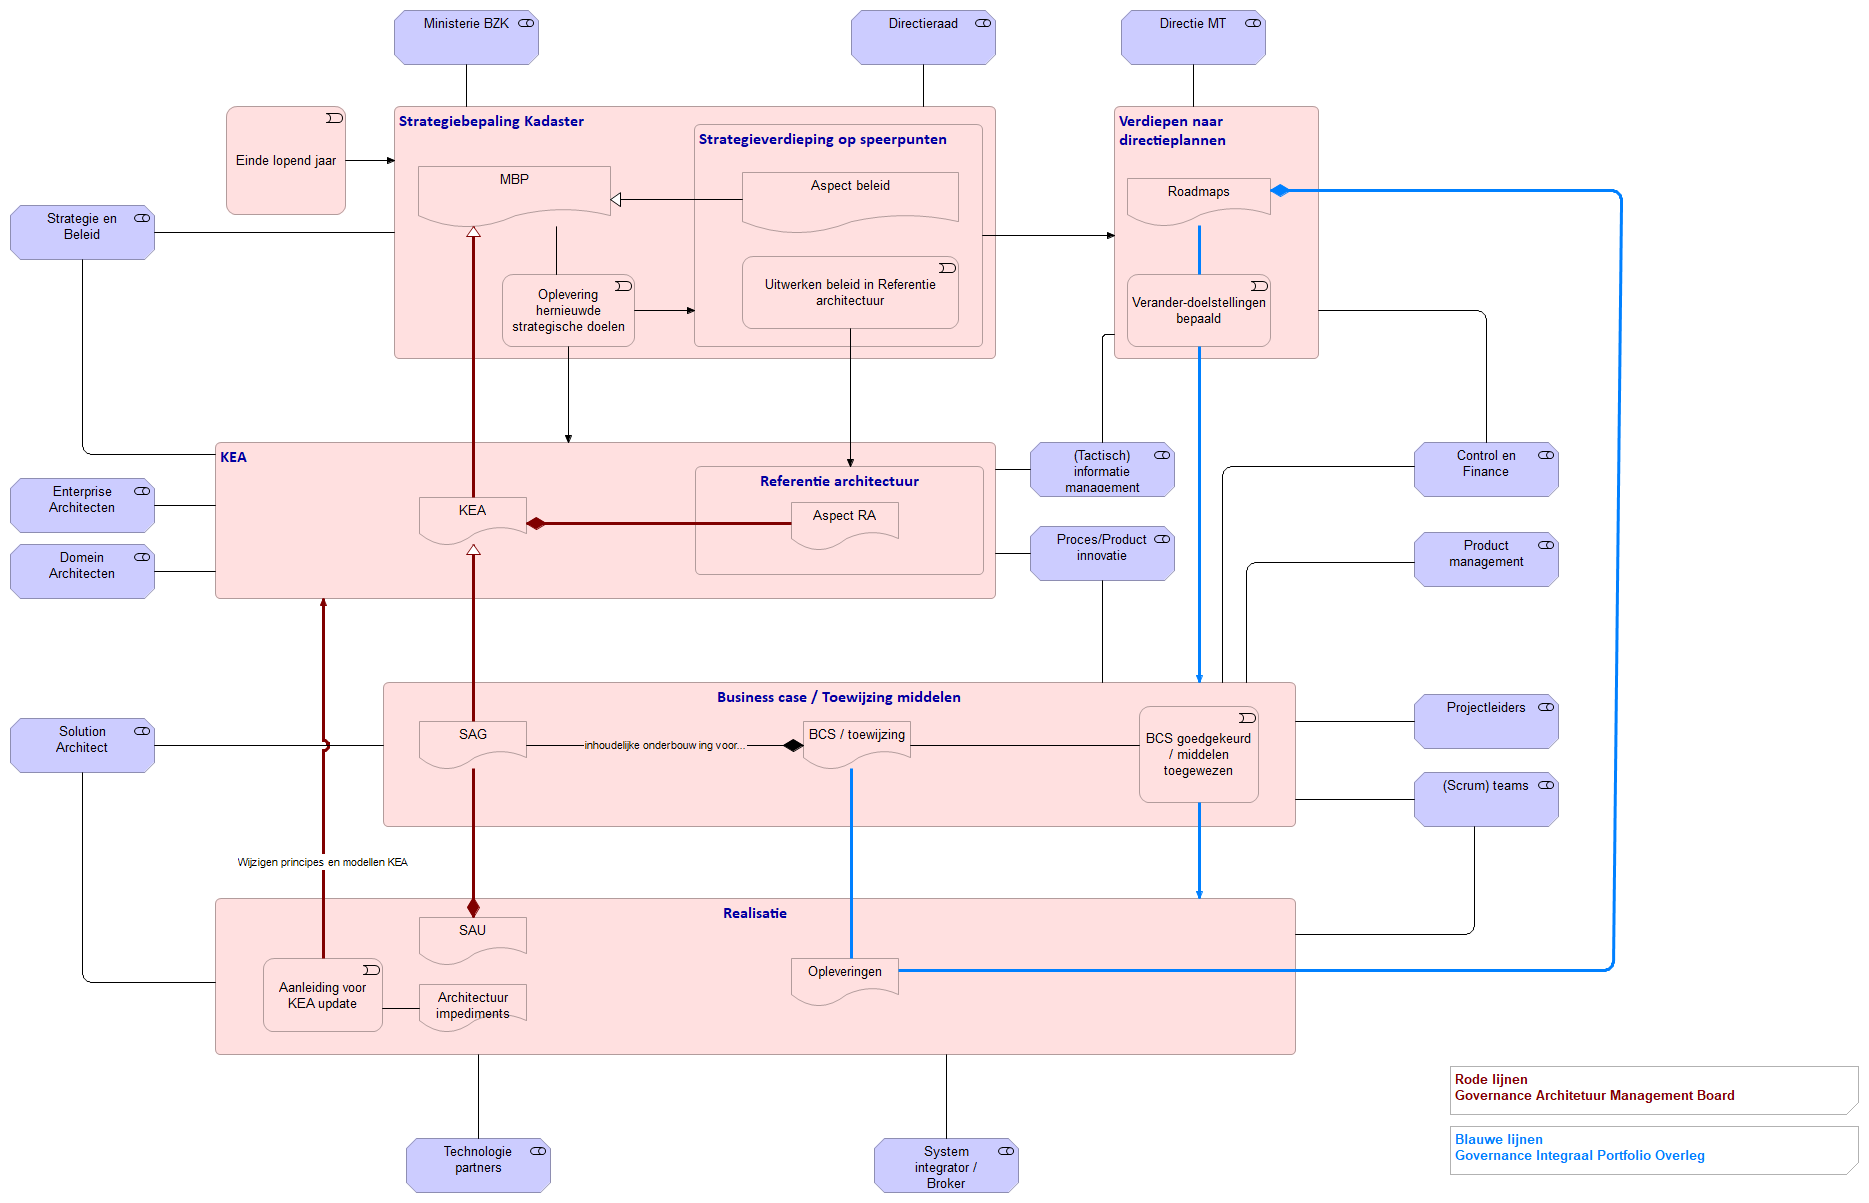 Ministerie BZK
Directieraad
Directie MT
Strategiebepaling Kadaster
Strategieverdieping op speerpunten
Verdiepen naar
directieplannen
Einde lopend jaar
MBP
Aspect beleid
Roadmaps
Strategie en
Beleid
Oplevering
hernieuwde
strategische doelen
Uitwerken beleid in Referentie
architectuur
Verander-doelstellingen
bepaald
KEA
Referentie architectuur
(Tactisch)
informatie
management
Control en
Finance
Enterprise
Architecten
KEA
Aspect RA
Domein
Architecten
Proces/Product
innovatie
Product
management
Business case / Toewijzing middelen
Solution
Architect
SAG
inhoudelijke onderbouwing voor...
BCS / toewijzing
BCS goedgekeurd
/ middelen
toegewezen
Projectleiders
(Scrum) teams
Wijzigen principes en modellen KEA
Realisatie
SAU
Aanleiding voor
KEA update
Architectuur
impediments
Opleveringen
Technologie
partners
System
integrator /
Broker
Rode lijnen
Governance Architetuur Management Board
Blauwe lijnen
Governance Integraal Portfolio Overleg